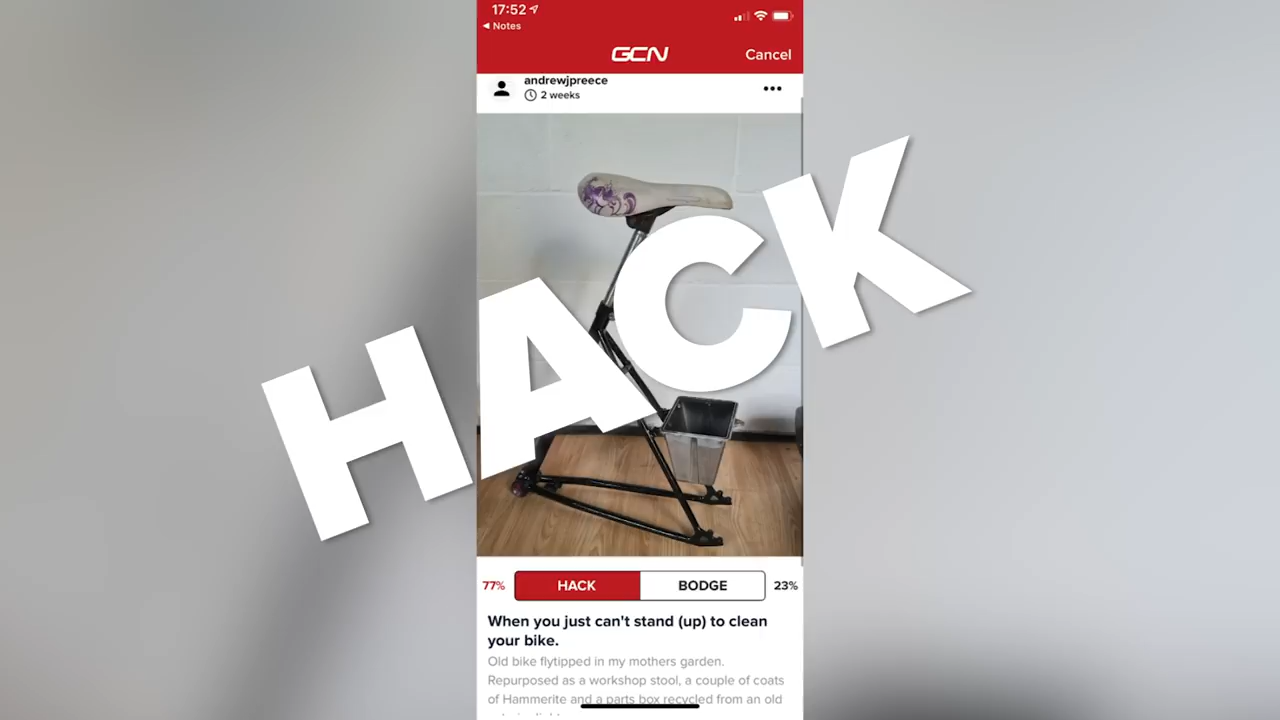 17:52
Notes
GCN
Cancel
andrewjpreece
2 weeks
HACK
77%
HACK
BODGE
23%
When you just can't stand (up) to clean
your bike.
Old bike flytipped in my mothers garden.
Repurposed as a workshop stool, a couple of coats
of Hammerite and a parts box recycled from an old